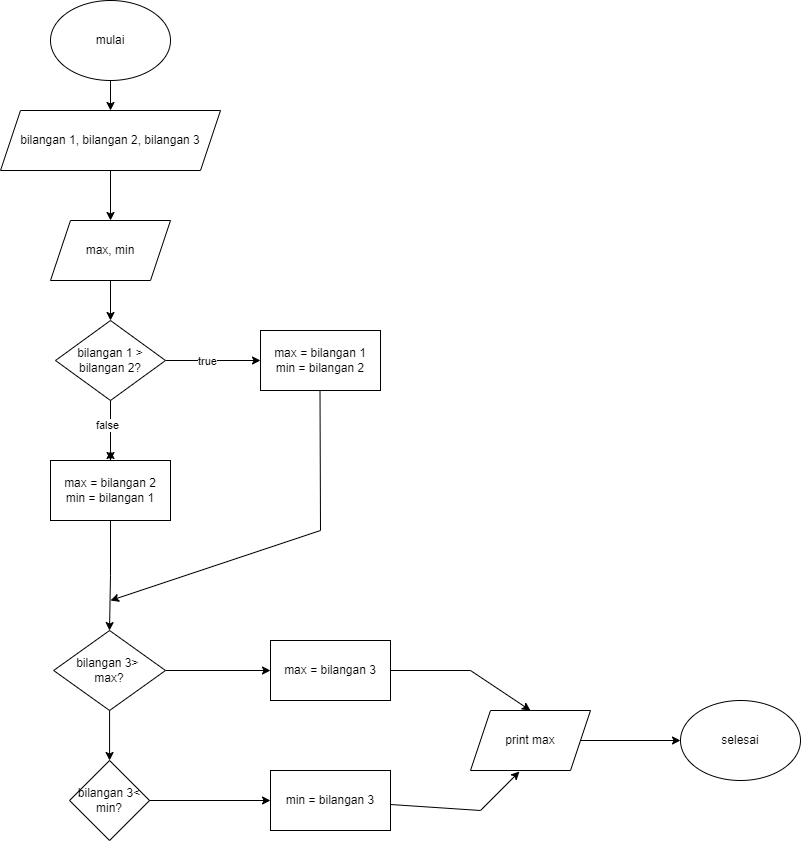 mulai
bilangan 1, bilangan 2, bilangan 3
max, min
bilangan 1 >
bilangan 2?
true
max = bilangan 1
min = bilangan 2
false
max = bilangan 2
min = bilangan 1
bilangan 3>
max?
max = bilangan 3
print max
selesai
bilangan 3<
min?
min = bilangan 3